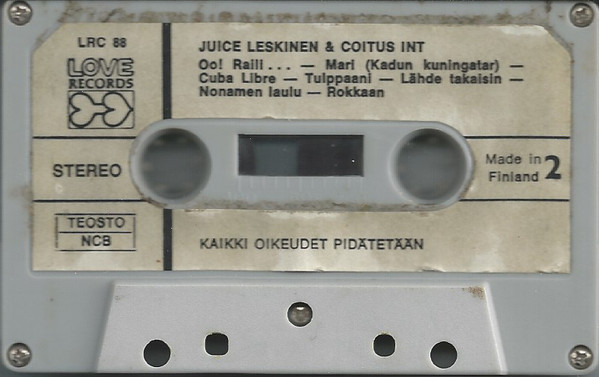 LRC 88
LOVE
RECORDS
JUICE LESKINEN & COITUS INT
Oo! Raili ... — Mari (Kadun kuningatar) —
Cuba Libre — Tulppaani — Lähde takaisin —
Nonamen laulu — Rokkaan
STEREO
Made in
Finland 2
TEOSTO
NCB
KAIKKI OIKEUDET PIDÄTETÄÄN